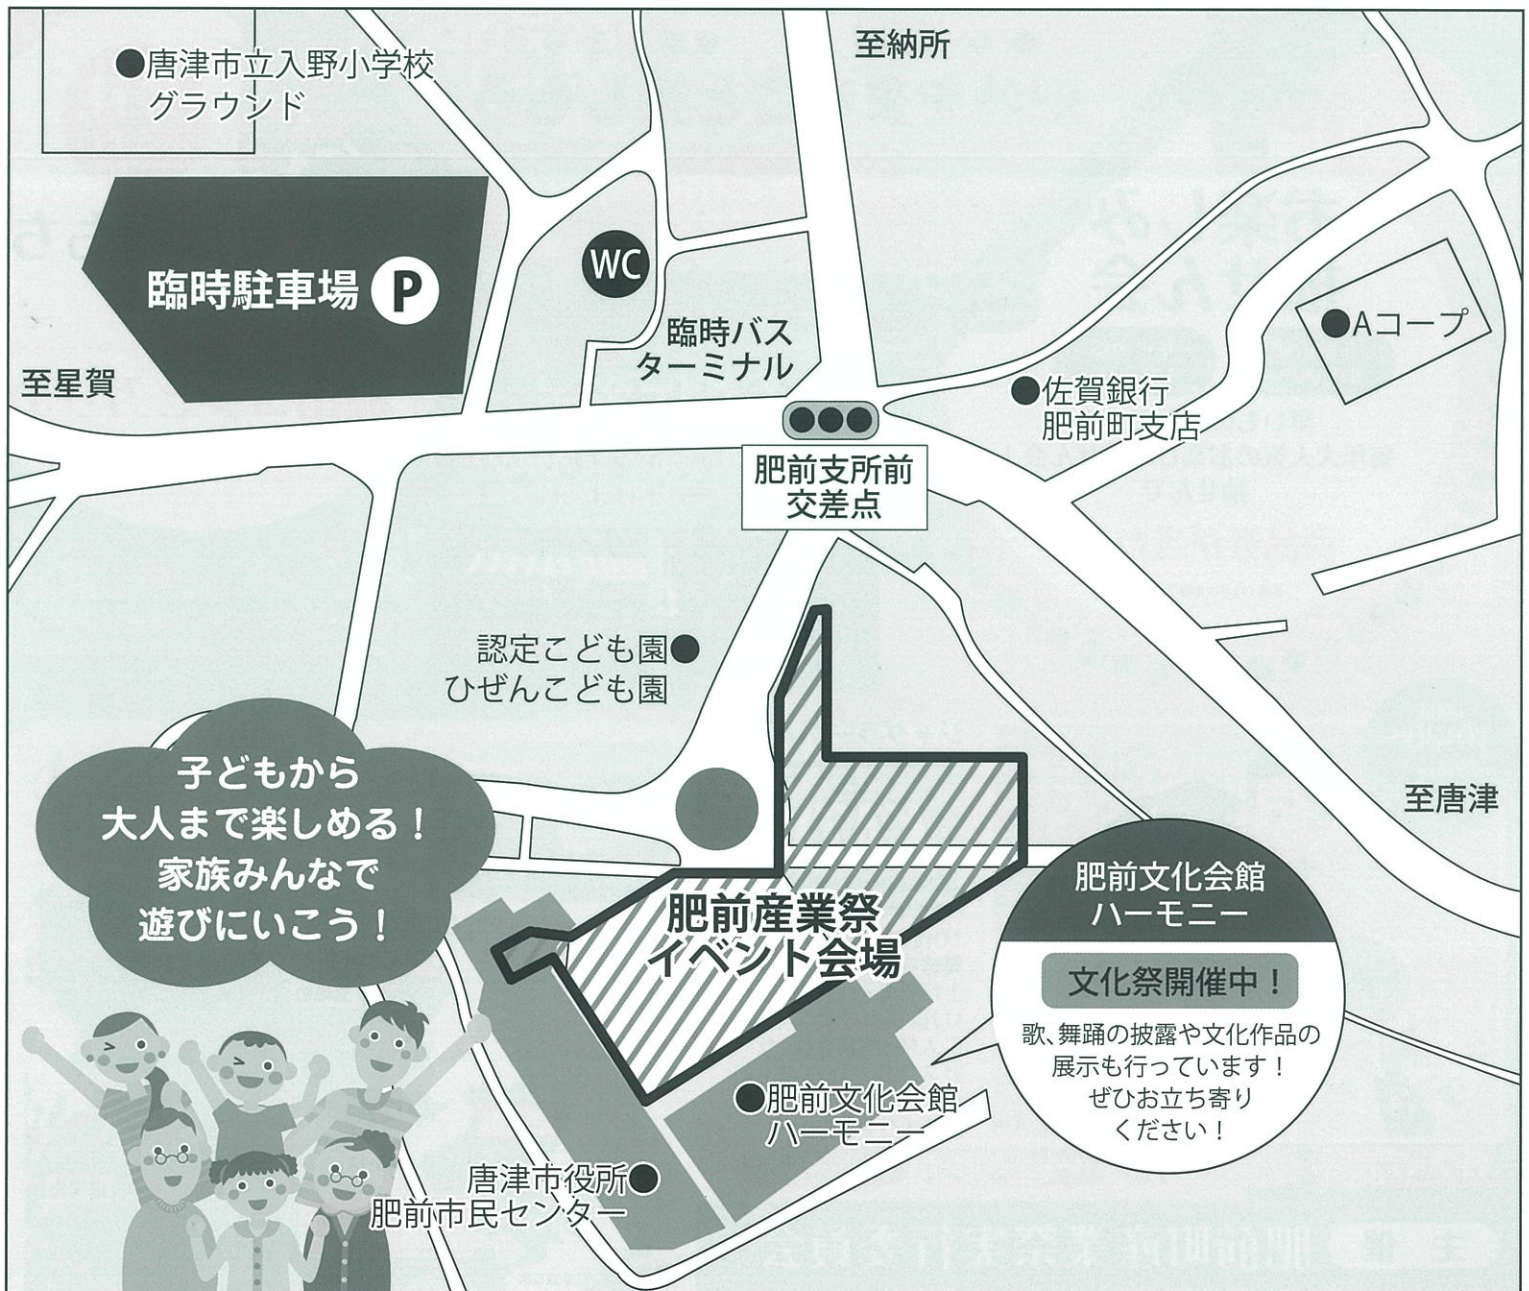 ●唐津市立入野小学校
グラウンド
至納所
臨時駐車場 P
WC
臨時バス
ターミナル
●Aコープ
至星賀
●佐賀銀行
肥前町支店
肥前支所前
交差点
認定こども園●
ひぜんこども園
至唐津
子どもから
大人まで楽しめる！
家族みんなで
遊びにいこう！
肥前産業祭
イベント会場
肥前文化会館
ハーモニー
文化祭開催中！
歌、舞踊の披露や文化作品の
展示も行っています！
ぜひお立ち寄り
ください！
●肥前文化会館
ハーモニー
唐津市役所●
肥前市民センター